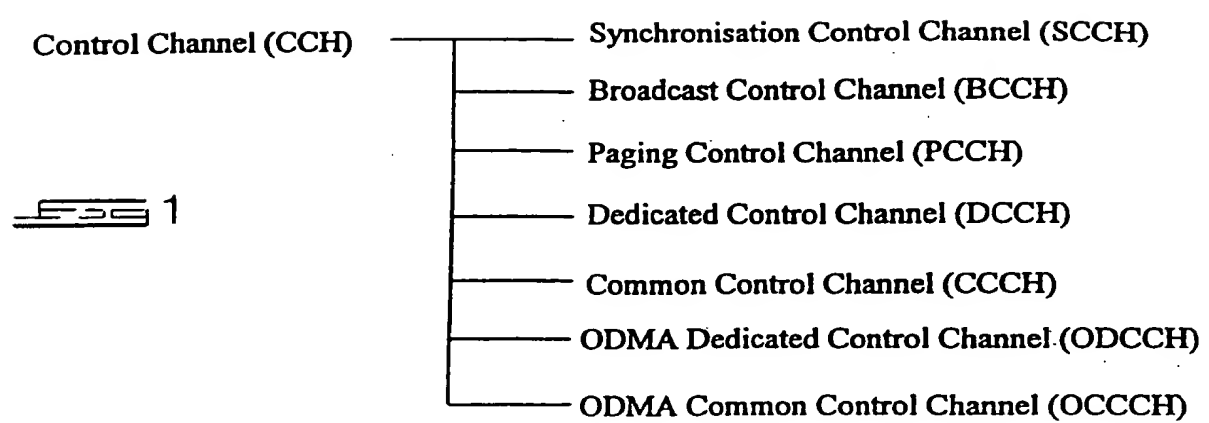 Control Channel (CCH)
Synchronisation Control Channel (SCCH)
Broadcast Control Channel (BCCH)
Paging Control Channel (PCCH)
Dedicated Control Channel (DCCH)
Common Control Channel (CCCH)
ODMA Dedicated Control Channel (ODCCH)
ODMA Common Control Channel (OCCCH)
1